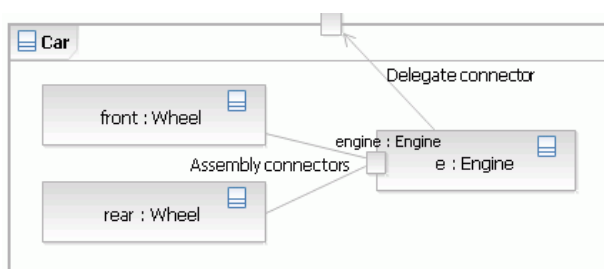 Car
Delegate connector
front : Wheel
engine : Engine
Assembly connectors
e : Engine
rear : Wheel